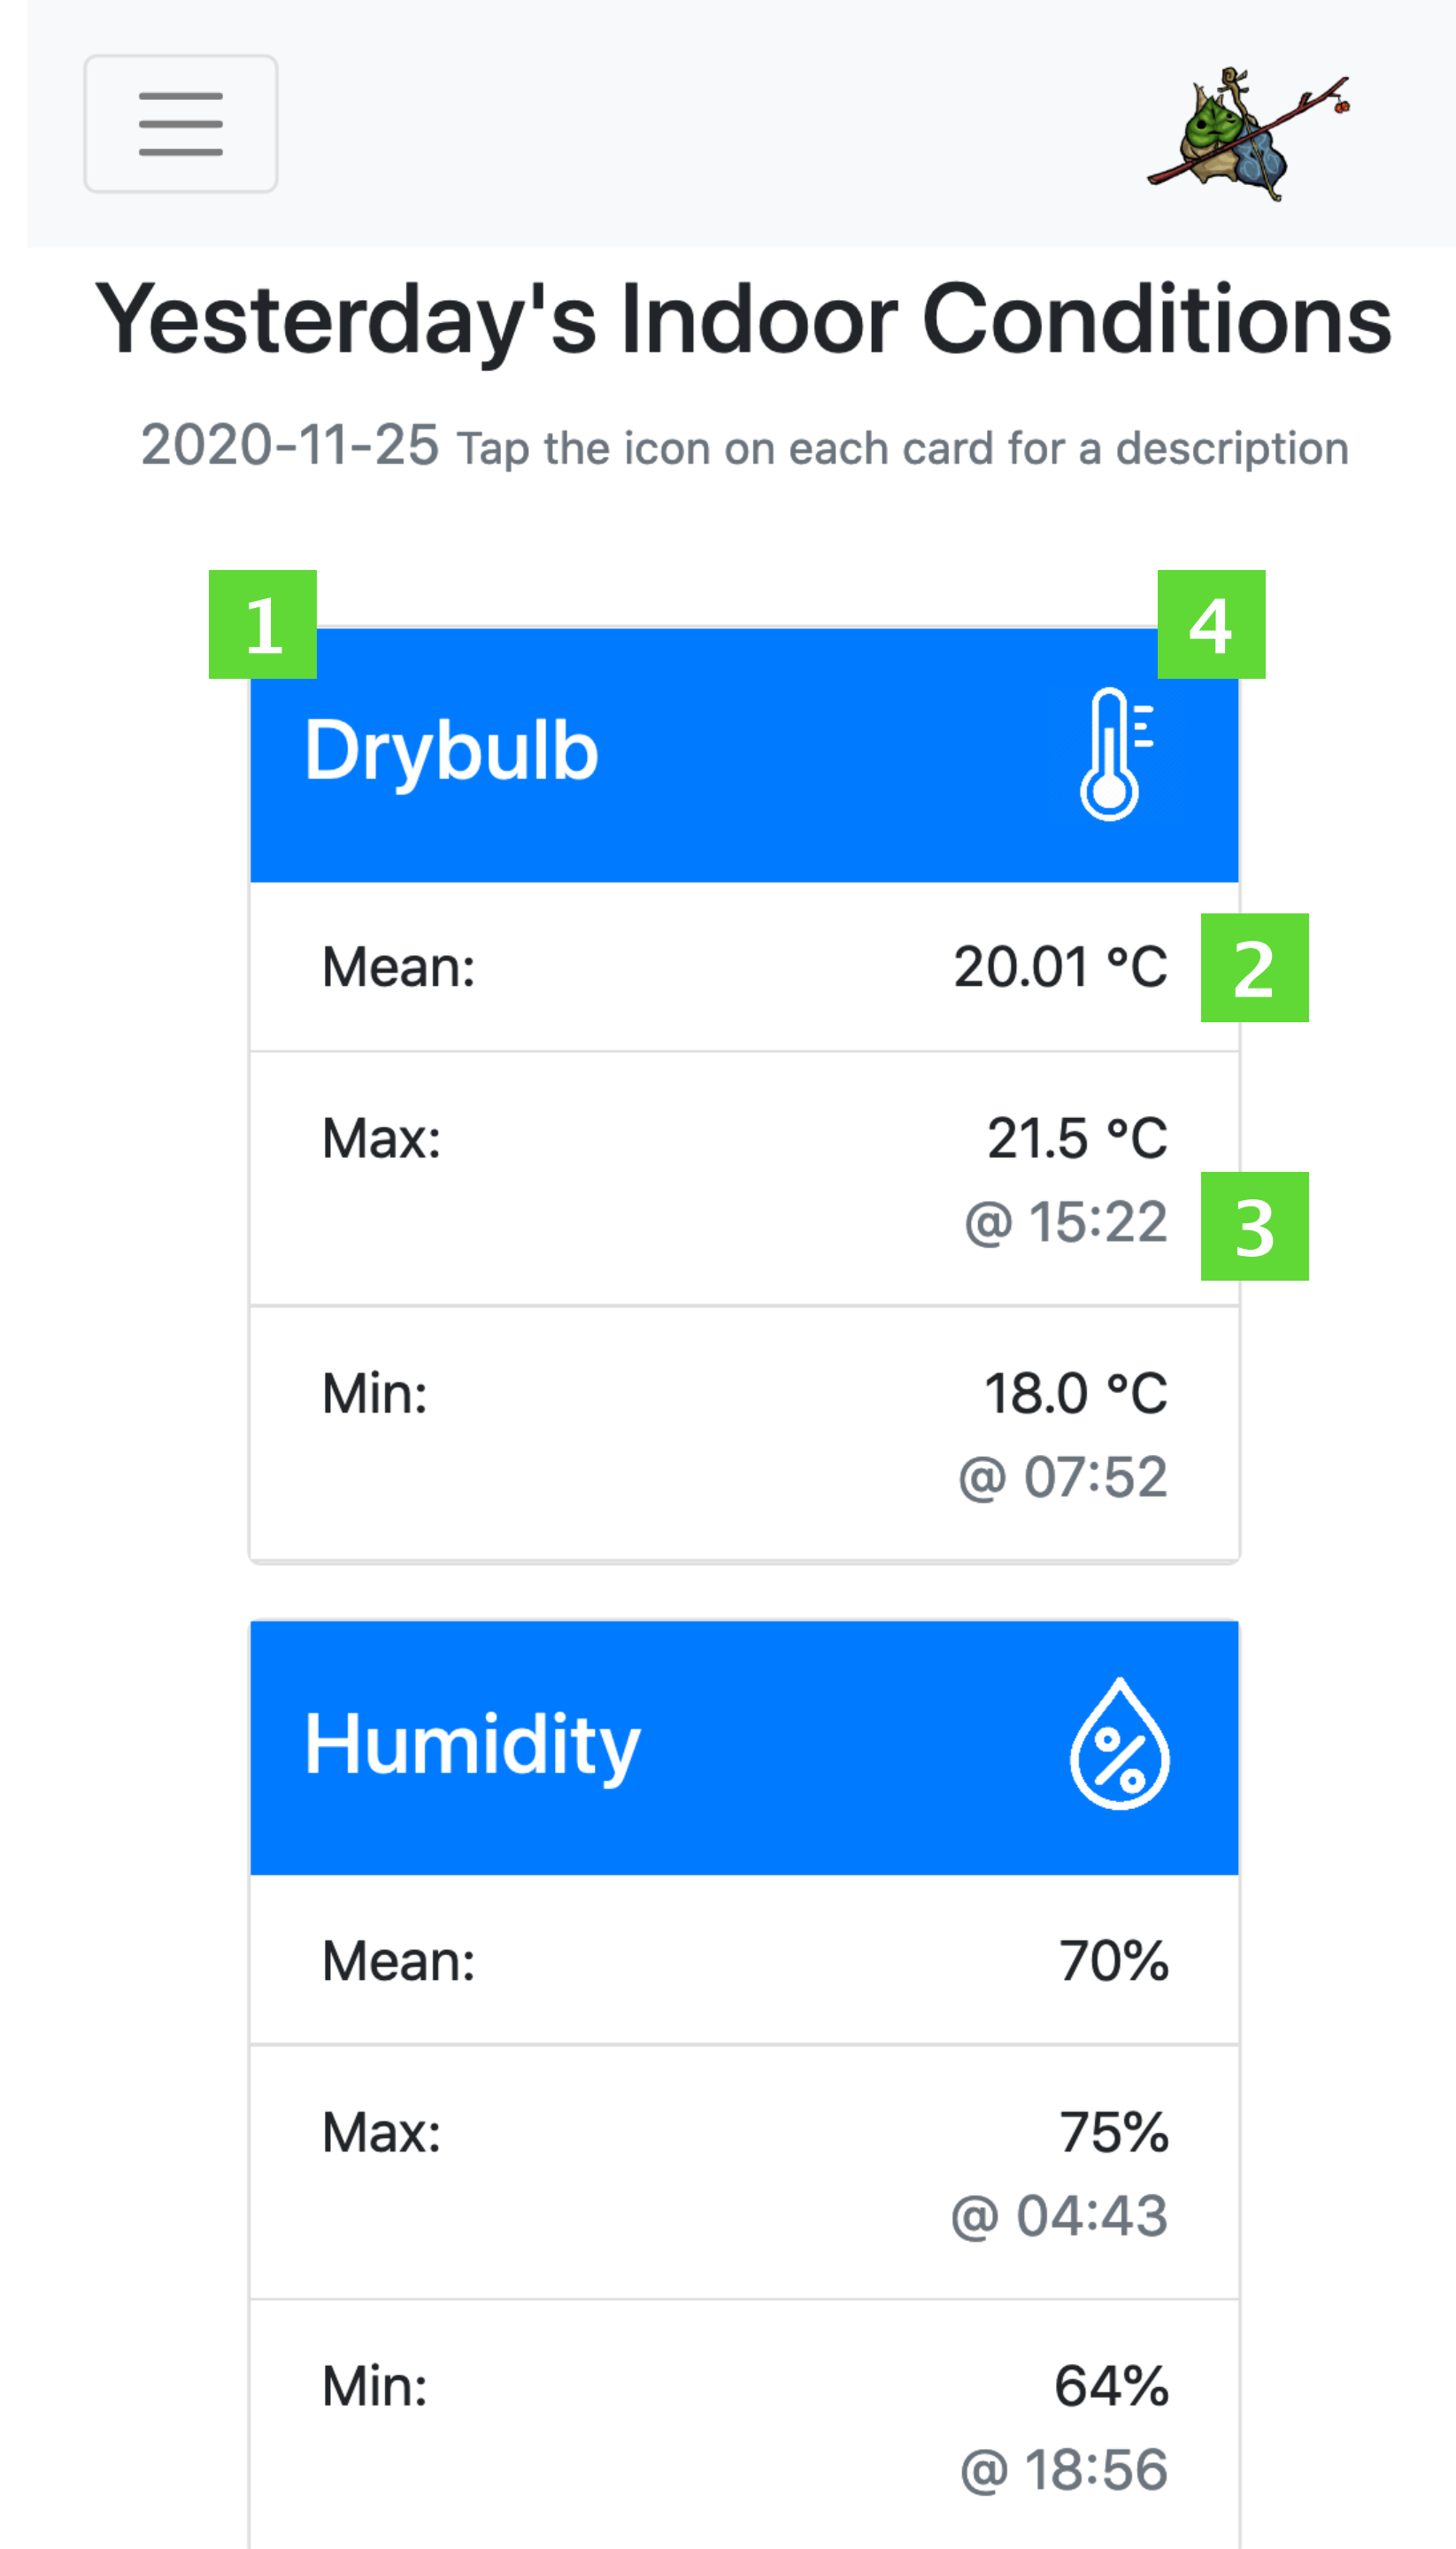 Yesterday's Indoor Conditions
2020-11-25 Tap the icon on each card for a description
1
4
Drybulb
Mean: 20.01 °C
2
Max: 21.5 °C
@ 15:22
3
Min: 18.0 °C
@ 07:52
Humidity
%
Mean: 70%
Max: 75%
@ 04:43
Min: 64%
@ 18:56